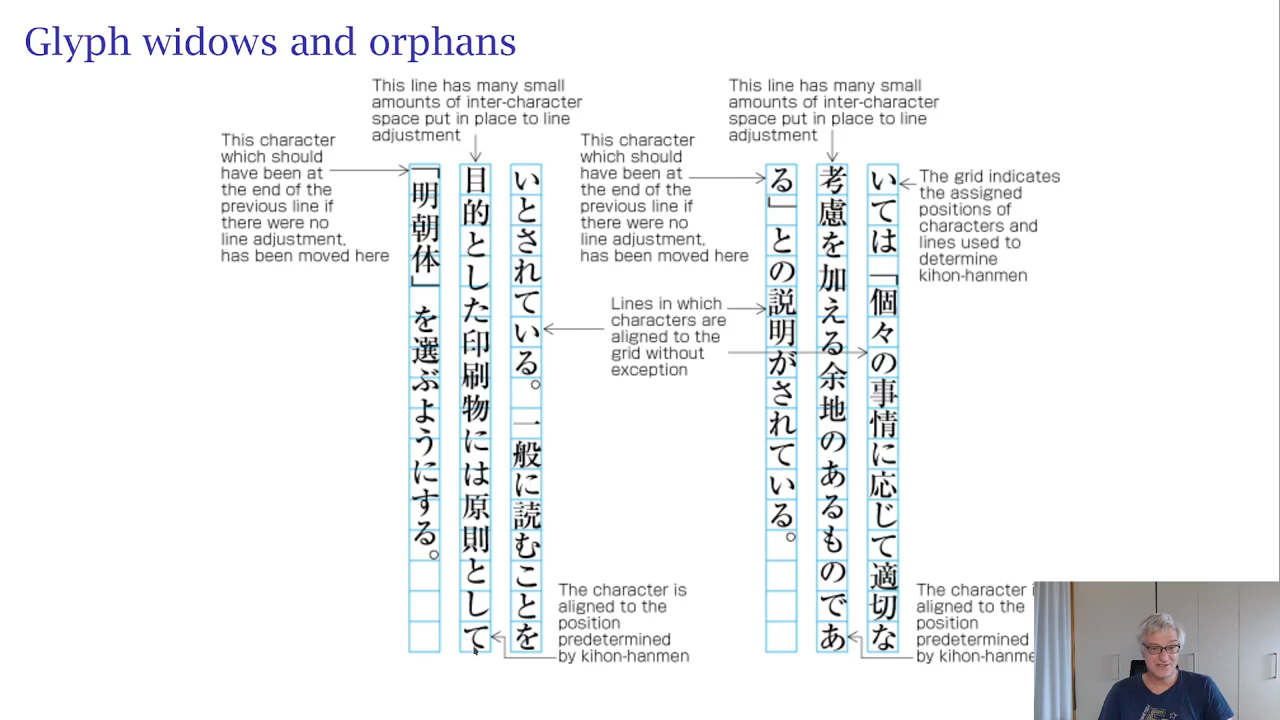 Glyph widows and orphans
This line has many small
amounts of inter-character
space put in place to line
adjustment
This character
which should
have been at
the end of the
previous line if
there were no
line adjustment,
has been moved here
いとされている。一般に読むことを
目的とした印刷物には原則として
「明朝体」を選ぶようにする。
The character is
aligned to the
position
predetermined
by kihon-hanmen
Lines in which
characters are
aligned to the
grid without
exception
This line has many small
amounts of inter-character
space put in place to line
adjustment
This character
which should
have been at
the end of the
previous line if
there were no
line adjustment,
has been moved here
The grid indicates
the assigned
positions of
characters and
lines used to
determine
kihon-hanmen
いては「個々の事情に応じて適切な
考慮を加える余地のあるものであ
る」との説明がされている。
The character i
aligned to the
position
predetermined
by kihon-hanme